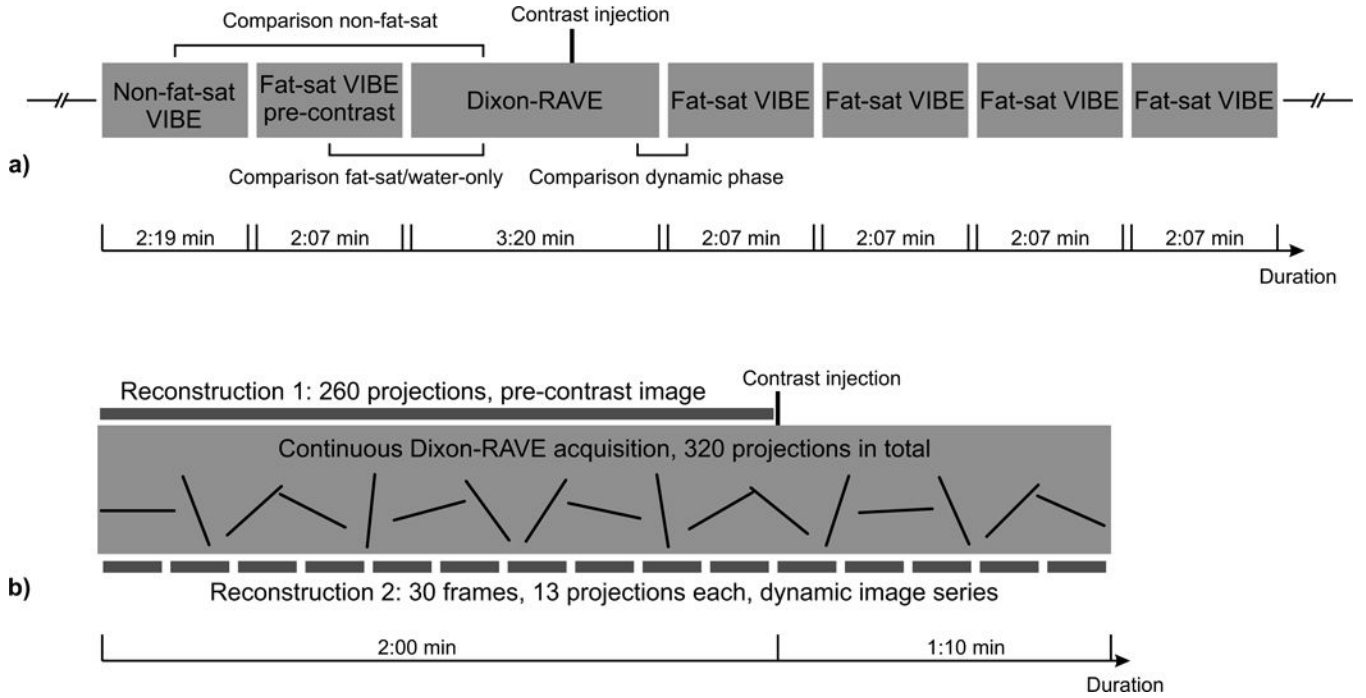 Comparison non-fat-sat
Contrast injection
Non-fat-sat
VIBE
Fat-sat VIBE
pre-contrast
Dixon-RAVE
Fat-sat VIBE
Fat-sat VIBE
Fat-sat VIBE
Fat-sat VIBE
a)
Comparison fat-sat/water-only
Comparison dynamic phase
2:19 min
2:07 min
3:20 min
2:07 min
2:07 min
2:07 min
2:07 min
Duration
Reconstruction 1: 260 projections, pre-contrast image
Contrast injection
Continuous Dixon-RAVE acquisition, 320 projections in total
b)
Reconstruction 2: 30 frames, 13 projections each, dynamic image series
2:00 min
1:10 min
Duration